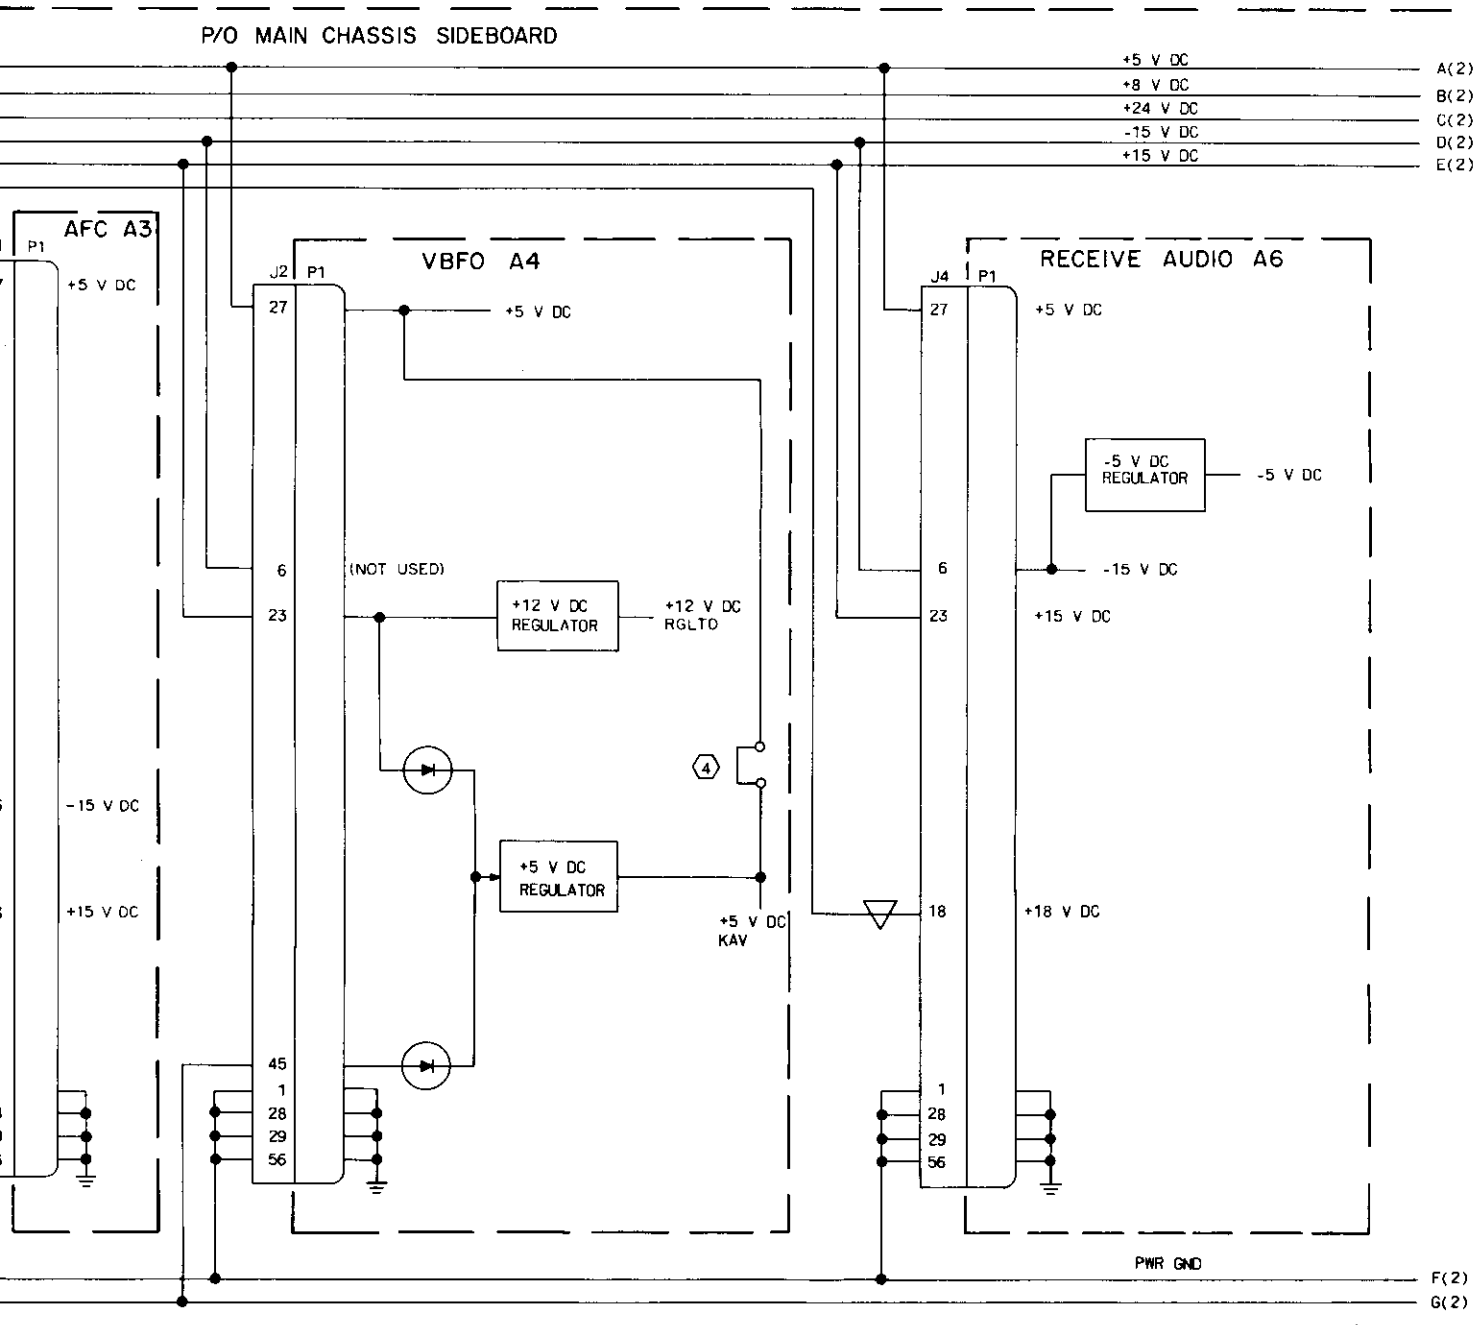 P/O MAIN CHASSIS SIDEBOARD
+5 V DC
A(2)
+8 V DC
B(2)
+24 V DC
C(2)
-15 V DC
D(2)
+15 V DC
E(2)
AFC A3
P1
+5 V DC
-15 V DC
+15 V DC
VBFO A4
J2
P1
27
+5 V DC
6
(NOT USED)
23
+12 V DC
REGULATOR
+12 V DC
RGLTD
4
+5 V DC
REGULATOR
+5 V DC
KAV
45
1
28
29
56
RECEIVE AUDIO A6
J4
P1
27
+5 V DC
-5 V DC
REGULATOR
-5 V DC
6
-15 V DC
23
+15 V DC
18
+18 V DC
1
28
29
56
PWR GND
F(2)
G(2)